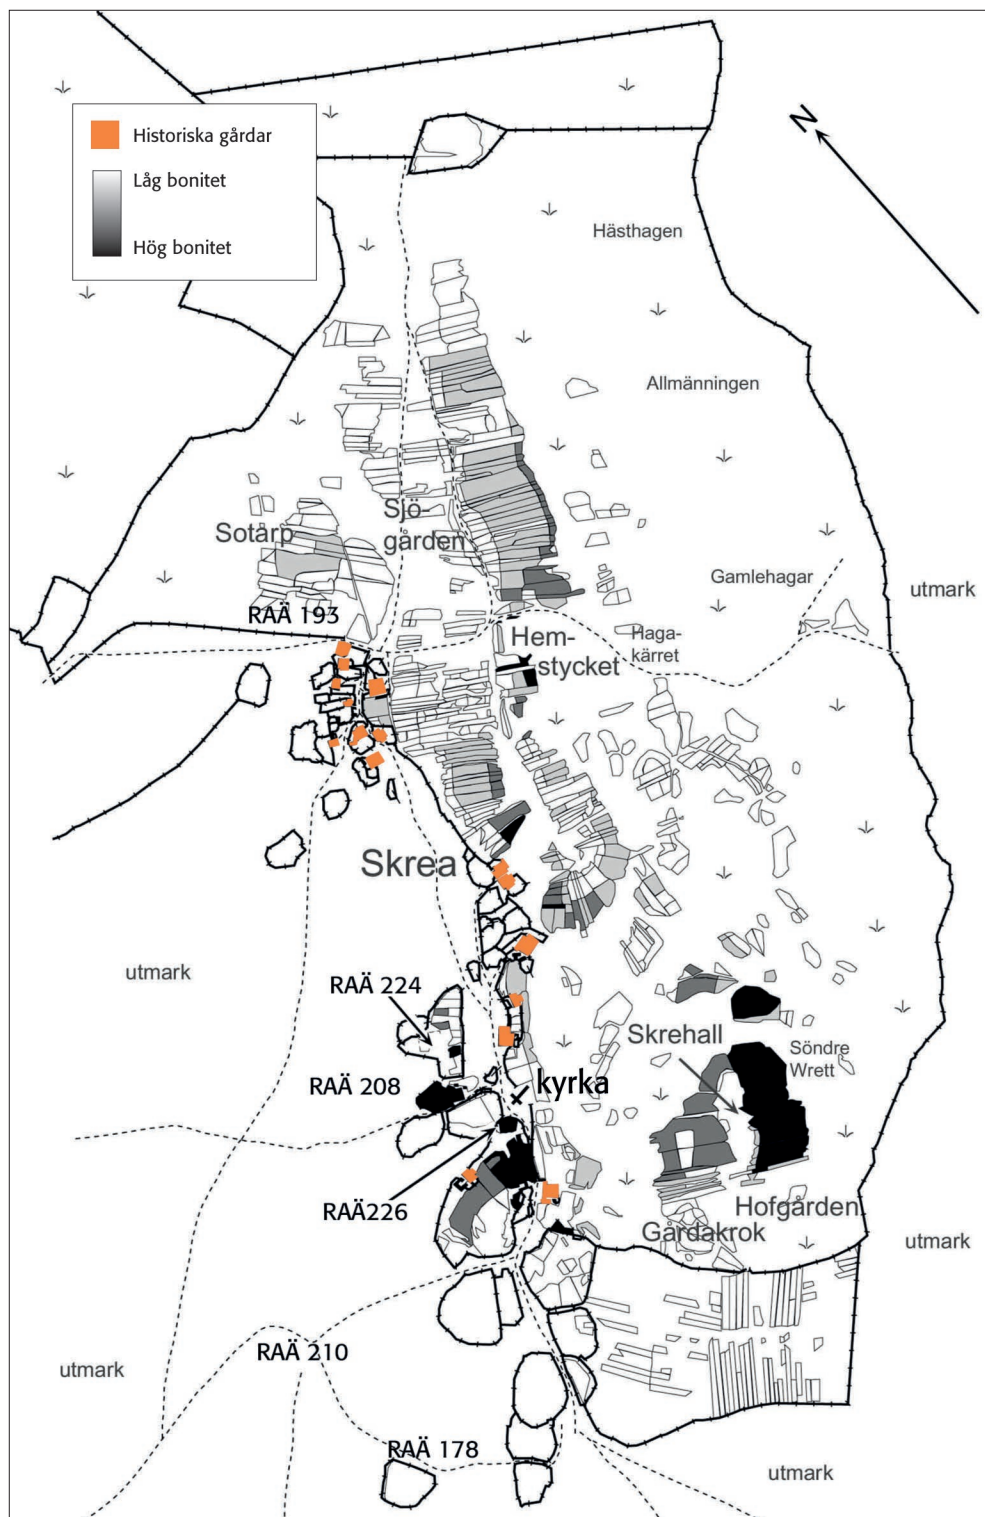 N
Historiska gårdar
Låg bonitet
Hög bonitet
Hästhagen
Allmänningen
Sjö-
gården
Sotarp
Gamlehagar
utmark
RAÄ 193
Hem-
stycket
Haga-
kärret
Skrea
utmark
RAÄ 224
Skrehall
Söndre
Wrett
RAÄ 208
kyrka
RAÄ226
Hofgården
Gårdakrok
utmark
RAÄ 210
utmark
RAÄ 178
utmark